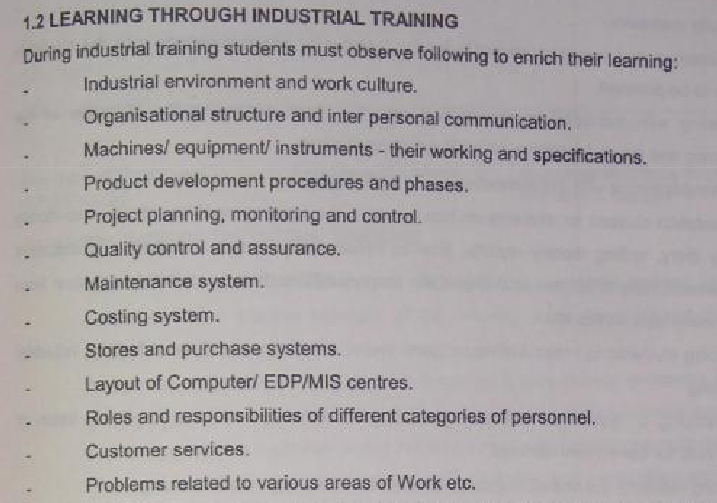 1.2 LEARNING THROUGH INDUSTRIAL TRAINING
During industrial training students must observe following to enrich their learning:
- Industrial environment and work culture.
- Organisational structure and inter personal communication.
- Machines/ equipment/ instruments - their working and specifications.
- Product development procedures and phases.
- Project planning, monitoring and control.
- Quality control and assurance.
- Maintenance system.
- Costing system.
- Stores and purchase systems.
- Layout of Computer/ EDP/MIS centres.
- Roles and responsibilities of different categories of personnel.
- Customer services.
- Problems related to various areas of Work etc.